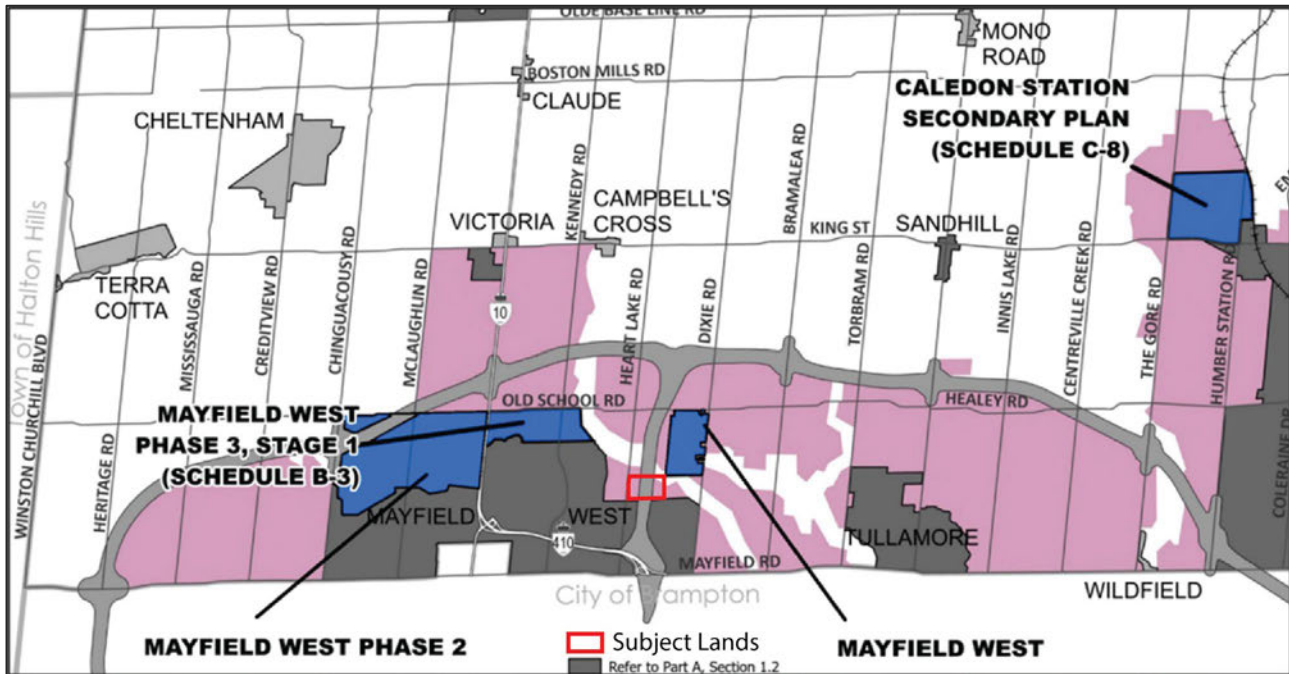 OLDE BASE LINE RD
MONO
ROAD
BOSTON MILLS RD
CLAUDE
CALEDON STATION
SECONDARY PLAN
(SCHEDULE C-8)
CHELTENHAM
KENNEDY RD
CAMPBELL'S
CROSS
VICTORIA
BRAMALEA RD
KING ST
SANDHILL
Town of Halton Hills
TERRA
COTTA
WINSTON CHURCHILL BLVD
MISSISSAUGA RD
CREDITVIEW RD
CHINGUACOUSY RD
MCLAUGHLIN RD
10
HEART LAKE RD
DIXIE RD
TORBRAM RD
INNIS LAKE RD
CENTREVILLE CREEK RD
THE GORE RD
HUMBER STATION R
HERITAGE RD
OLD SCHOOL RD
HEALEY RD
COLERAINE DR
MAYFIELD WEST
PHASE 3, STAGE 1
(SCHEDULE B-3)
MAYFIELD
WEST
410
TULLAMORE
MAYFIELD RD
City of Brampton
WILDFIELD
MAYFIELD WEST PHASE 2
Subject Lands
MAYFIELD WEST
Refer to Part A, Section 1.2